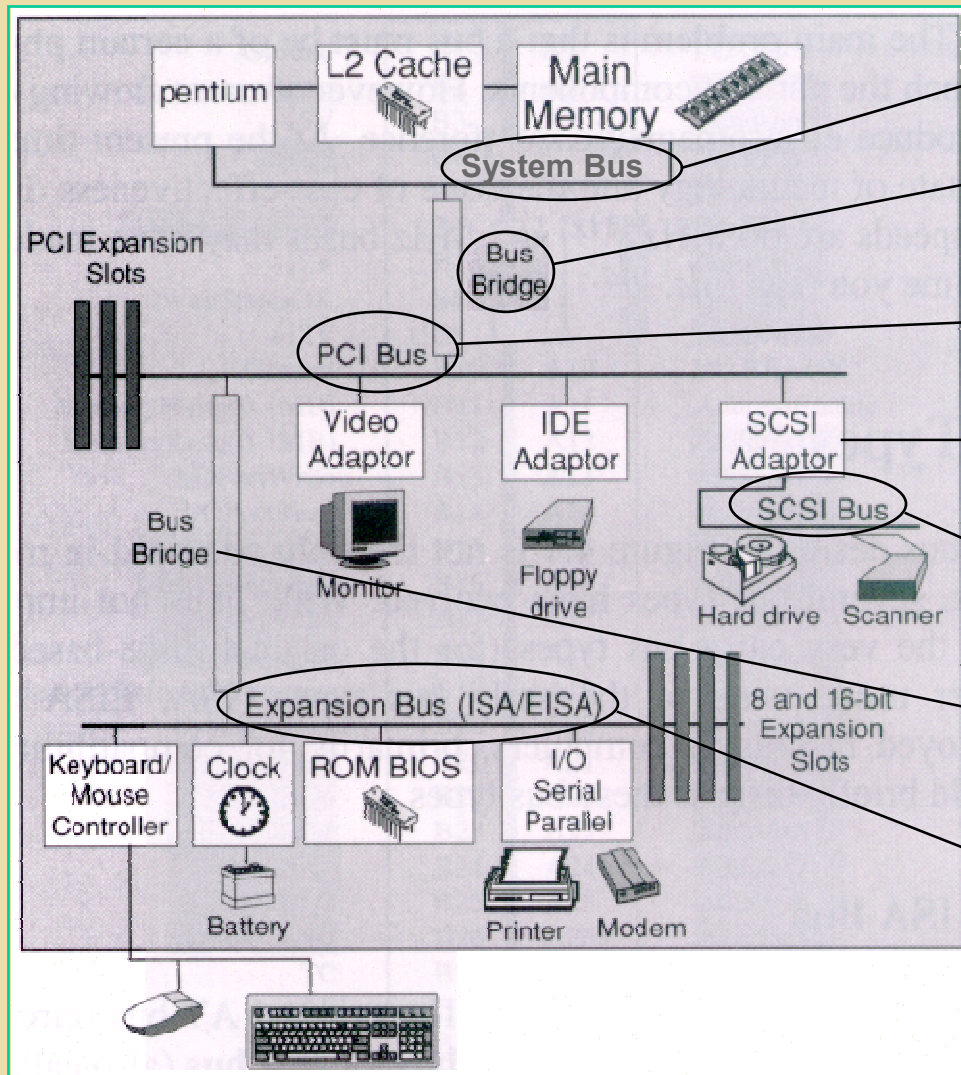 pentium
L2 Cache
Main
Memory
System Bus
Bus
Bridge
PCI Expansion
Slots
PCI Bus
Video
Adaptor
IDE
Adaptor
SCSI
Adaptor
SCSI Bus
Bus
Bridge
Monitor
Floppy
drive
Hard drive
Scanner
Expansion Bus (ISA/EISA)
8 and 16-bit
Expansion
Slots
Keyboard/
Mouse
Controller
Clock
ROM BIOS
I/O
Serial
Parallel
Battery
Printer
Modem